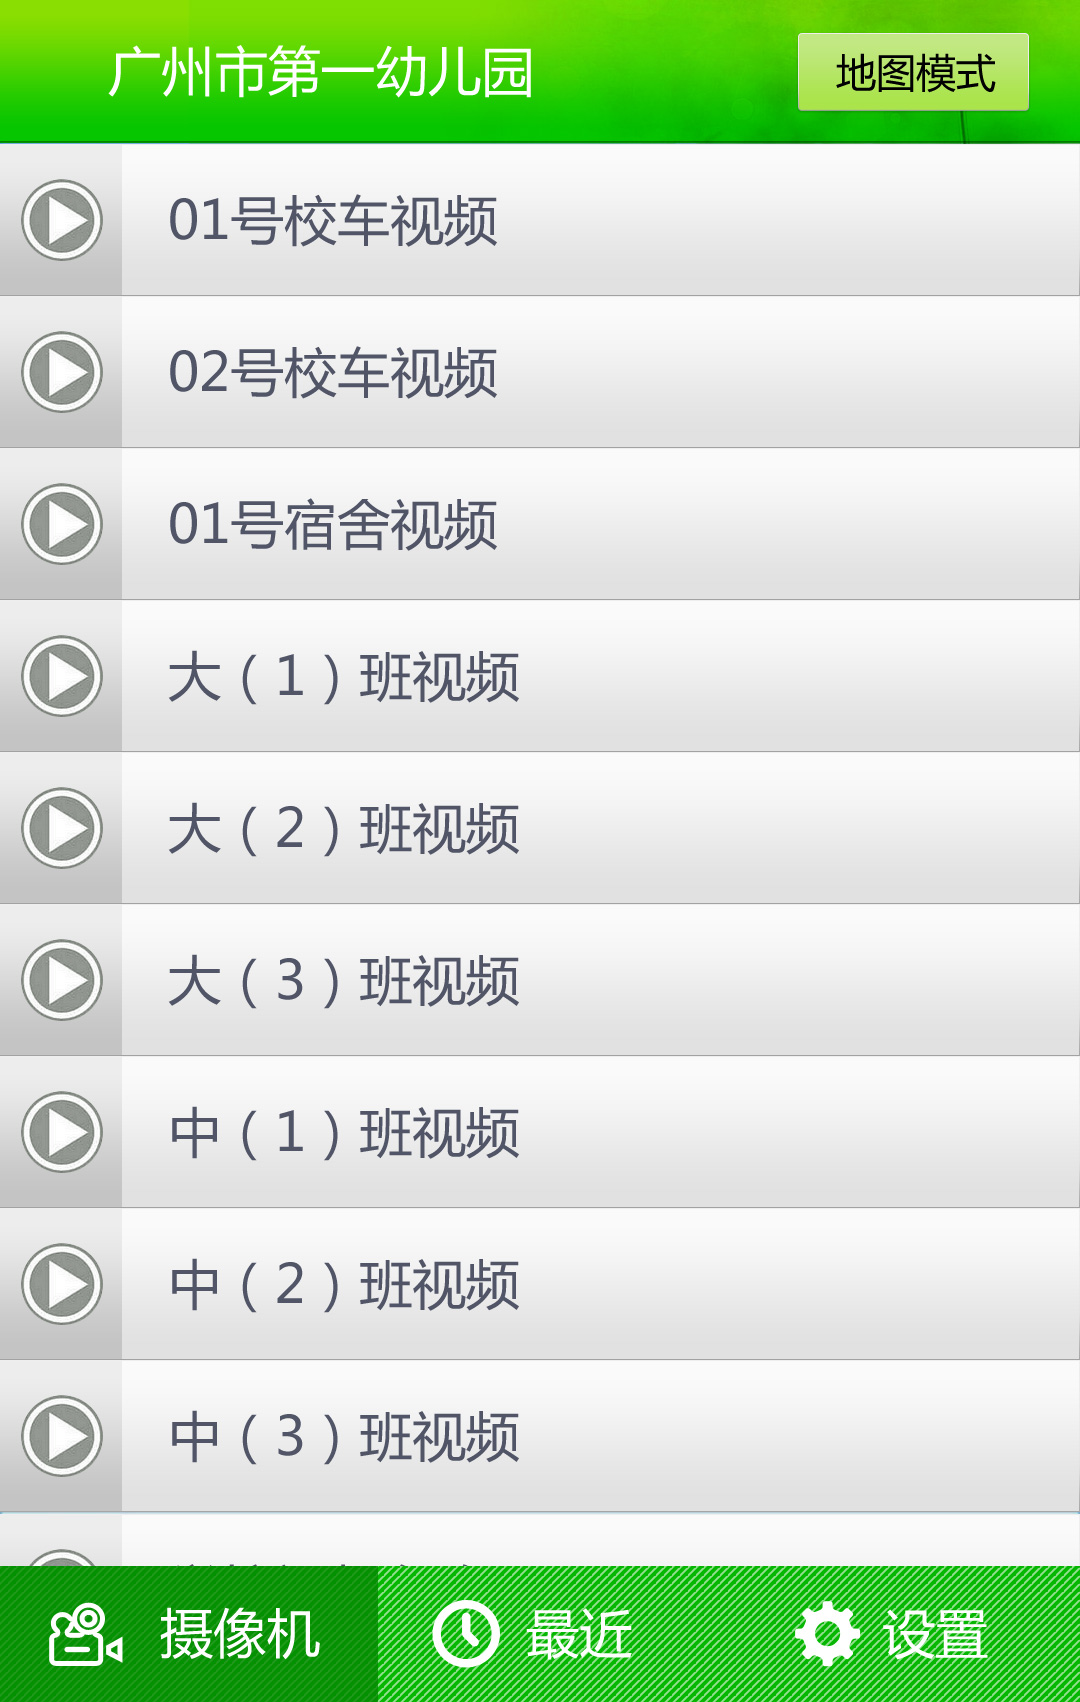 广州市第一幼儿园
地图模式
01号校车视频
02号校车视频
01号宿舍视频
大（1）班视频
大（2）班视频
大（3）班视频
中（1）班视频
中（2）班视频
中（3）班视频
摄像机
最近
设置